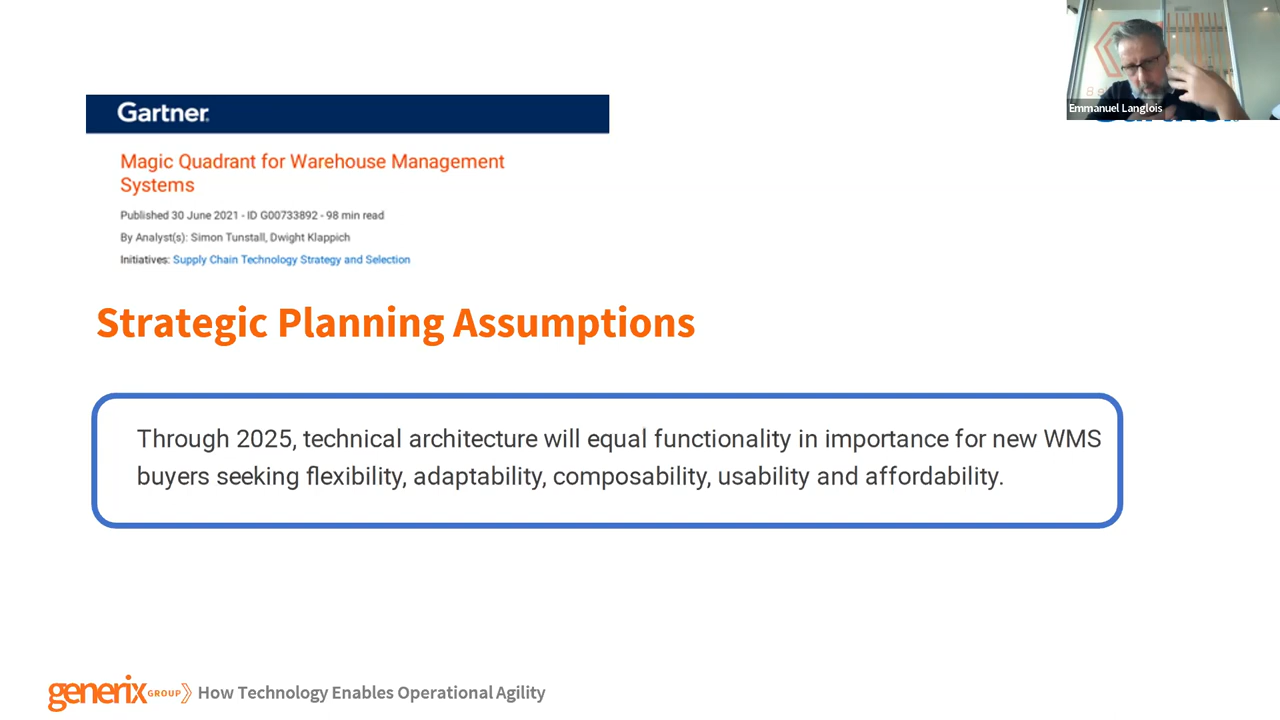 Gartner
Magic Quadrant for Warehouse Management
Systems
Published 30 June 2021 - ID G00733892 - 98 min read
By Analyst(s): Simon Tunstall, Dwight Klappich
Initiatives: Supply Chain Technology Strategy and Selection
Emmanuel Langlois
Strategic Planning Assumptions
Through 2025, technical architecture will equal functionality in importance for new WMS
buyers seeking flexibility, adaptability, composability, usability and affordability.
generix GROUP How Technology Enables Operational Agility